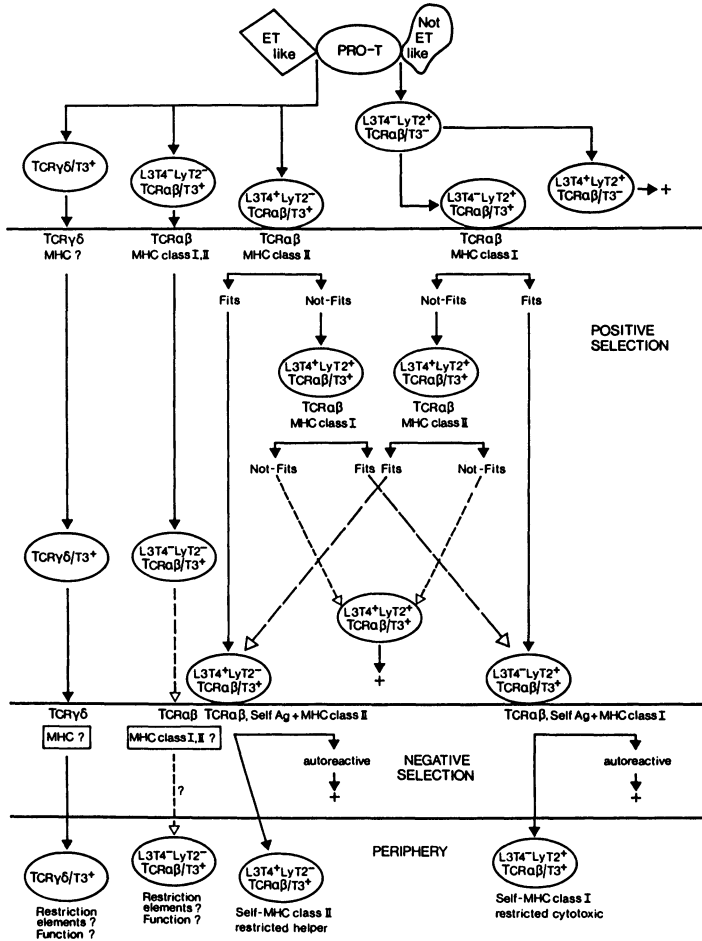 ET
like
PRO-T
Not
ET
like
L3T4⁻LyT2⁺
TCRαβ/T3⁻
TCRγδ/T3⁺
L3T4⁻LyT2⁻
TCRαβ/T3⁺
L3T4⁺LyT2⁻
TCRαβ/T3⁺
L3T4⁻LyT2⁺
TCRαβ/T3⁺
L3T4⁺LyT2⁺
TCRαβ/T3⁻
+
TCRγδ
MHC ?
TCRαβ
MHC class I,II
TCRαβ
MHC class II
TCRαβ
MHC class I
Fits
Not-Fits
Not-Fits
Fits
POSITIVE
SELECTION
L3T4⁺LyT2⁺
TCRαβ/T3⁺
L3T4⁺LyT2⁺
TCRαβ/T3⁺
TCRαβ
MHC class I
TCRαβ
MHC class II
Not-Fits
Fits
Fits
Not-Fits
TCRγδ/T3⁺
L3T4⁻LyT2⁻
TCRαβ/T3⁺
L3T4⁺LyT2⁺
TCRαβ/T3⁺
+
L3T4⁺LyT2⁻
TCRαβ/T3⁺
L3T4⁻LyT2⁺
TCRαβ/T3⁺
TCRγδ
MHC ?
TCRαβ
MHC class I,II ?
TCRαβ, Self Ag + MHC class II
TCRαβ, Self Ag + MHC class I
autoreactive
+
NEGATIVE
SELECTION
autoreactive
+
?
PERIPHERY
TCRγδ/T3⁺
L3T4⁻LyT2⁻
TCRαβ/T3⁺
L3T4⁺LyT2⁻
TCRαβ/T3⁺
L3T4⁻LyT2⁺
TCRαβ/T3⁺
Restriction
elements ?
Function ?
Restriction
elements ?
Function ?
Self-MHC class II
restricted helper
Self-MHC class I
restricted cytotoxic